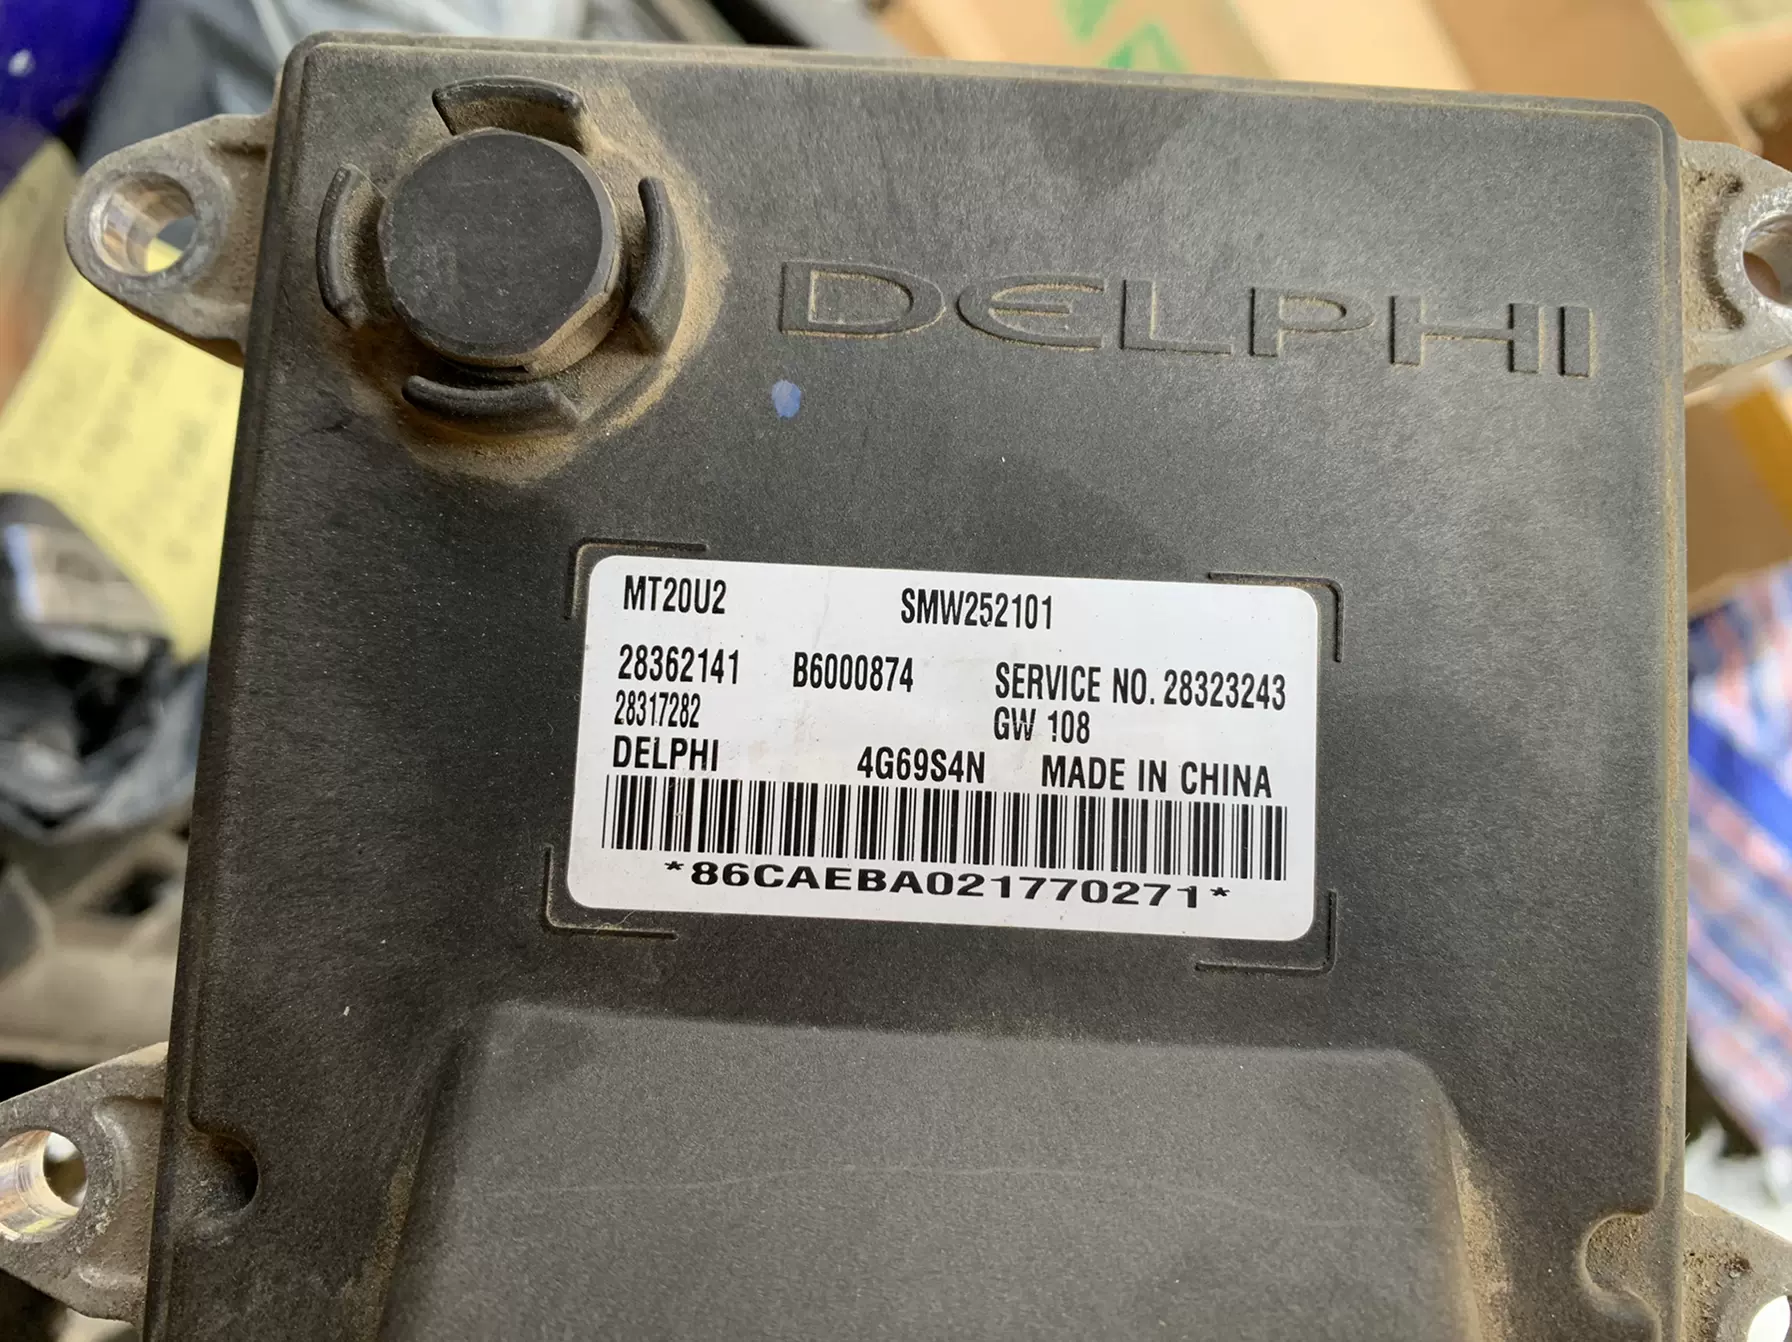 DELPHI
MT20U2 SMW252101
28362141 B6000874 SERVICE NO. 28323243
28317282 GW 108
DELPHI 4G69S4N MADE IN CHINA
*86CAEBA021770271*